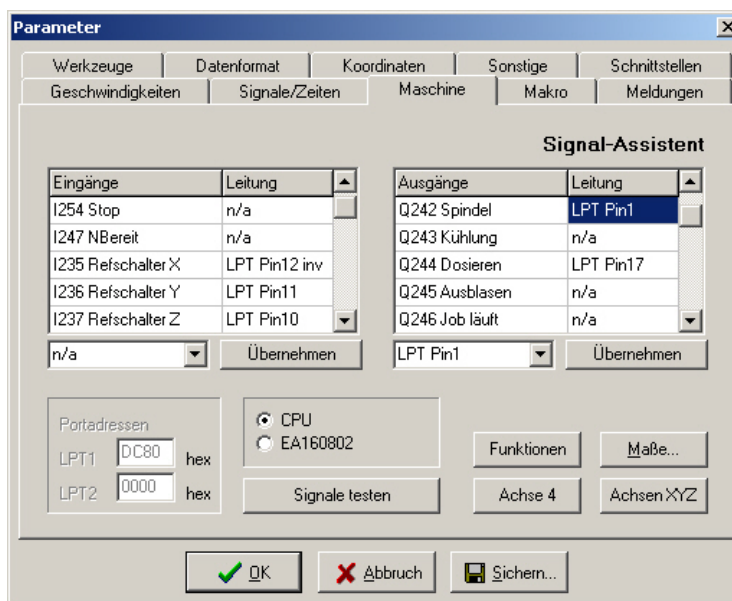 Parameter
Werkzeuge Datenformat Koordinaten Sonstige Schnittstellen
Geschwindigkeiten Signale/Zeiten Maschine Makro Meldungen
Signal-Assistent
Eingänge Leitung
I254 Stop n/a
I247 NBereit n/a
I235 Refschalter X LPT Pin12 inv
I236 Refschalter Y LPT Pin11
I237 Refschalter Z LPT Pin10
n/a Übernehmen
Ausgänge Leitung
Q242 Spindel LPT Pin1
Q243 Kühlung n/a
Q244 Dosieren LPT Pin17
Q245 Ausblasen n/a
Q246 Job läuft n/a
LPT Pin1 Übernehmen
Portadressen
LPT1 DC80 hex
LPT2 0000 hex
CPU
EA160802
Signale testen
Funktionen Maße...
Achse 4 Achsen XYZ
OK Abbruch Sichern...